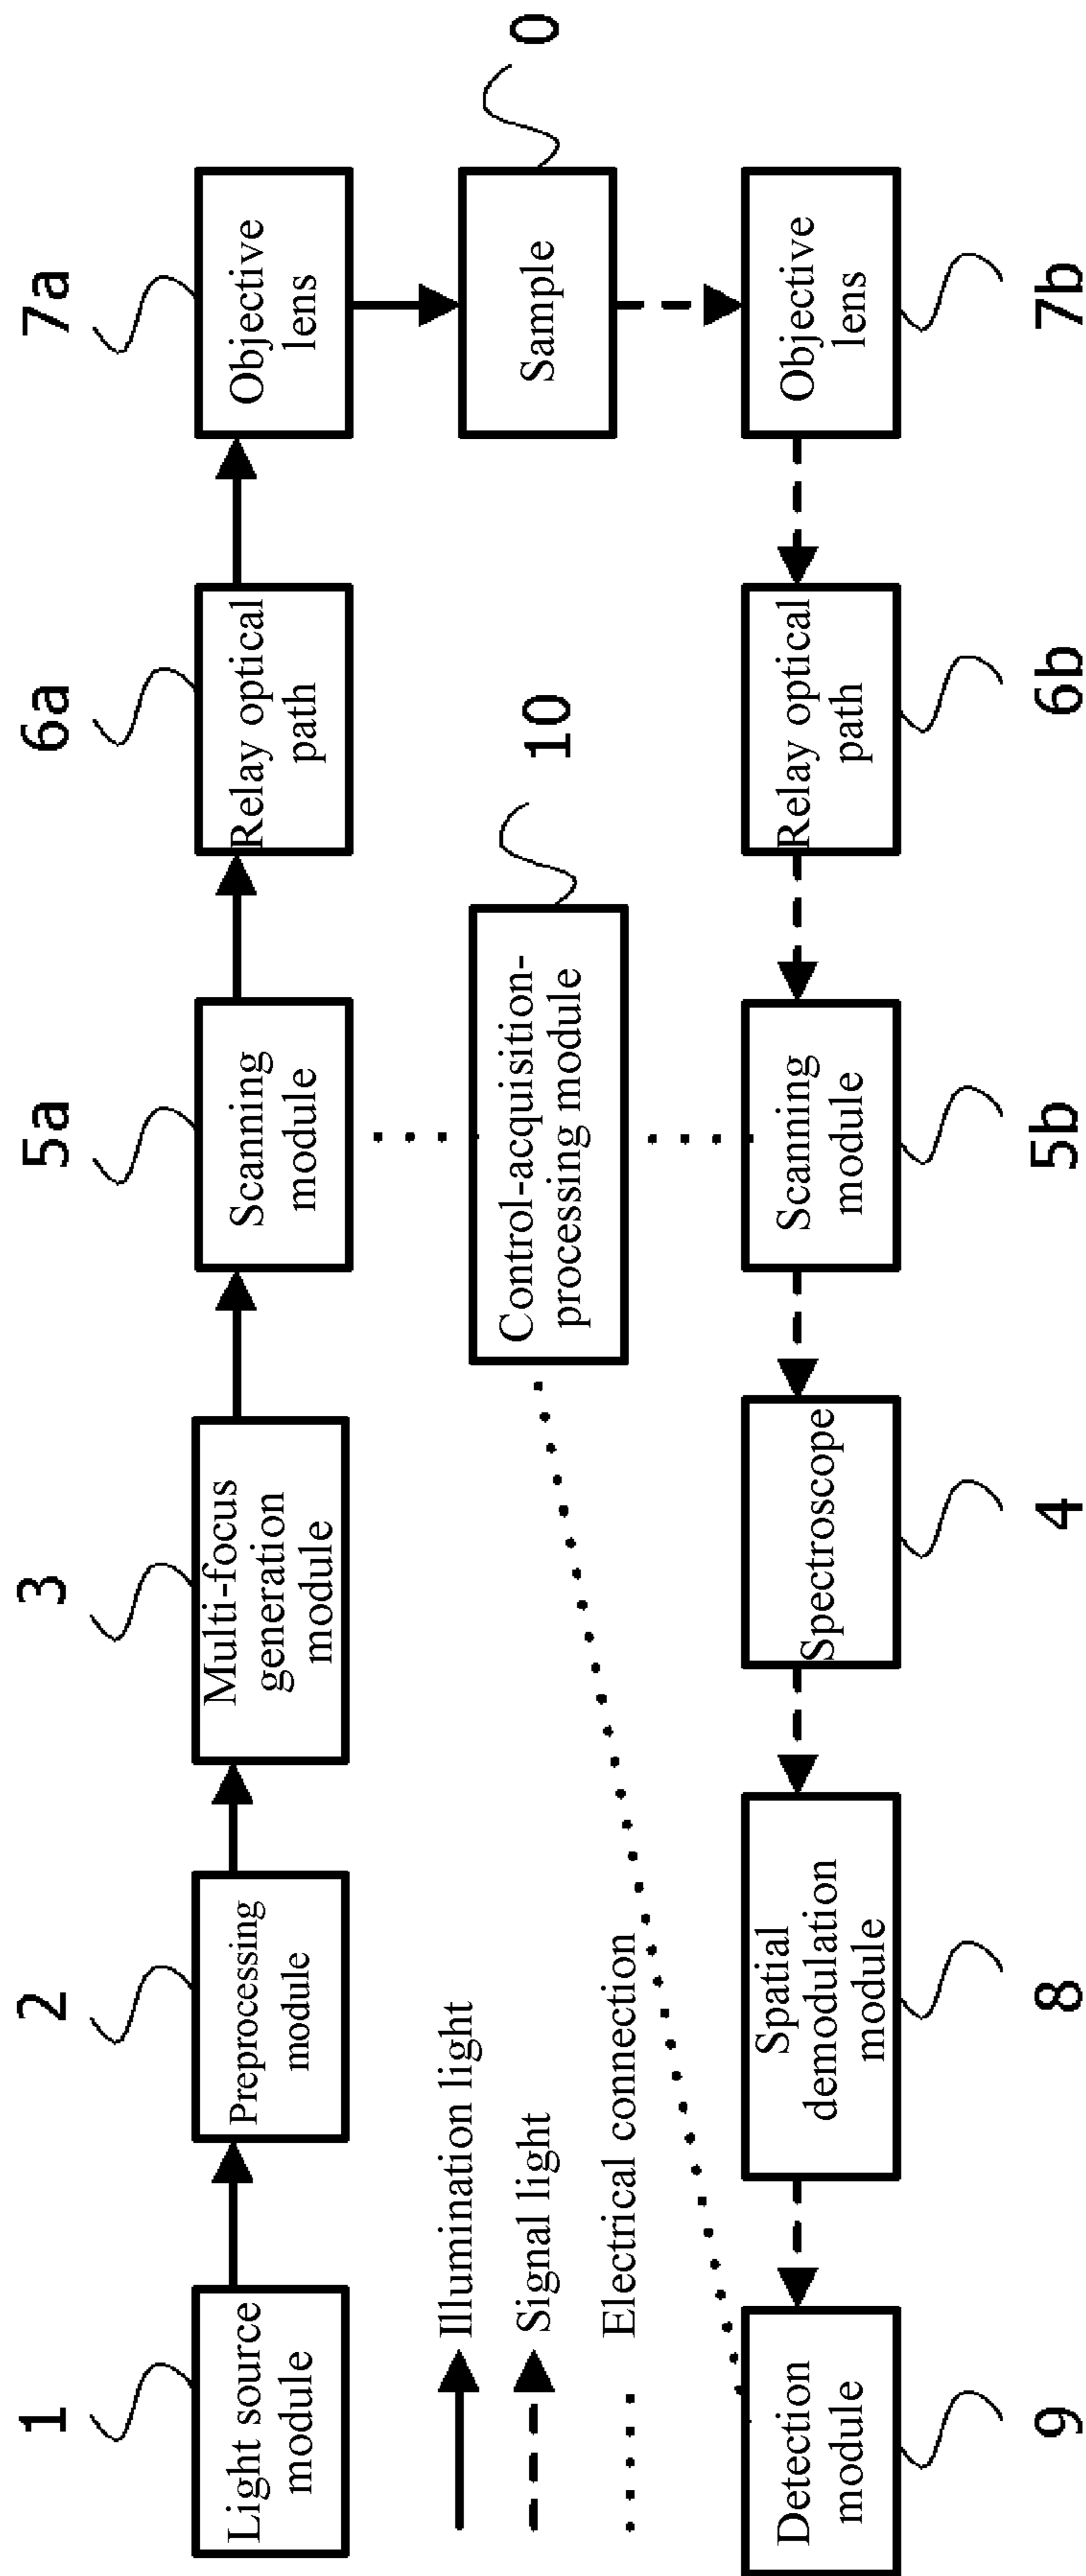 1
2
3
5a
6a
7a
Light source
module
Preprocessing
module
Multi-focus
generation
module
Scanning
module
Relay optical
path
Objective
lens
Illumination light
Signal light
Electrical connection
Control-acquisition-
processing module
10
Sample
0
Detection
module
Spatial
demodulation
module
Spectroscope
Scanning
module
Relay optical
path
Objective
lens
9
8
4
5b
6b
7b